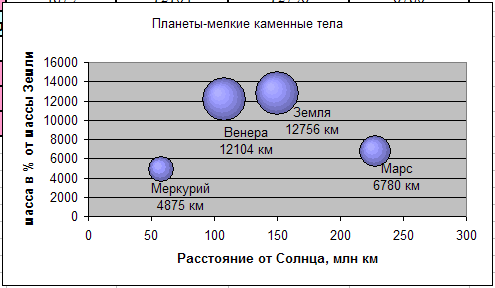 Планеты-мелкие каменные тела
масса в % от массы Земли
16000
14000
12000
10000
8000
6000
4000
2000
0
Земля
12756 км
Венера
12104 км
Марс
6780 км
Меркурий
4875 км
0 50 100 150 200 250 300
Расстояние от Солнца, млн км